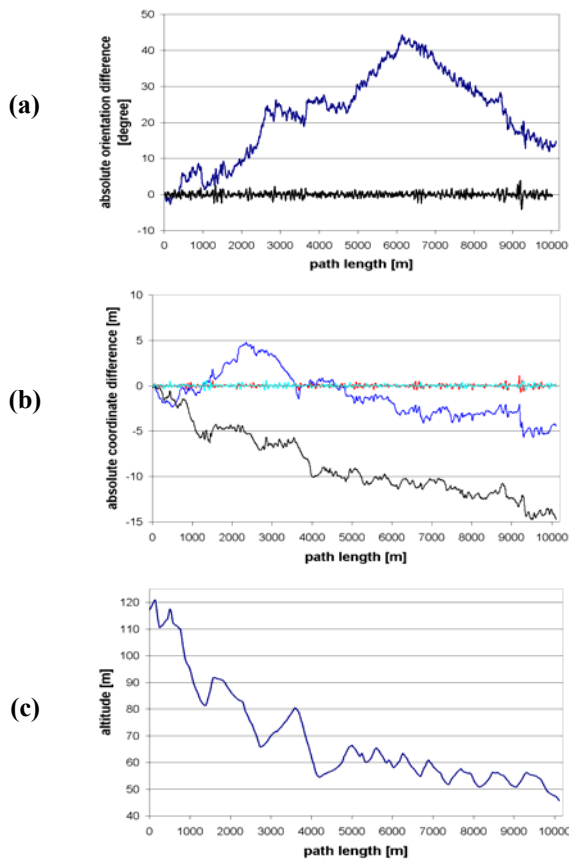 (a)
absolute orientation difference
[degree]
50
40
30
20
10
0
-10
0 1000 2000 3000 4000 5000 6000 7000 8000 9000 10000
path length [m]
(b)
absolute coordinate difference [m]
10
5
0
-5
-10
-15
0 1000 2000 3000 4000 5000 6000 7000 8000 9000 10000
path length [m]
(c)
altitude [m]
120
110
100
90
80
70
60
50
40
0 1000 2000 3000 4000 5000 6000 7000 8000 9000 10000
path length [m]